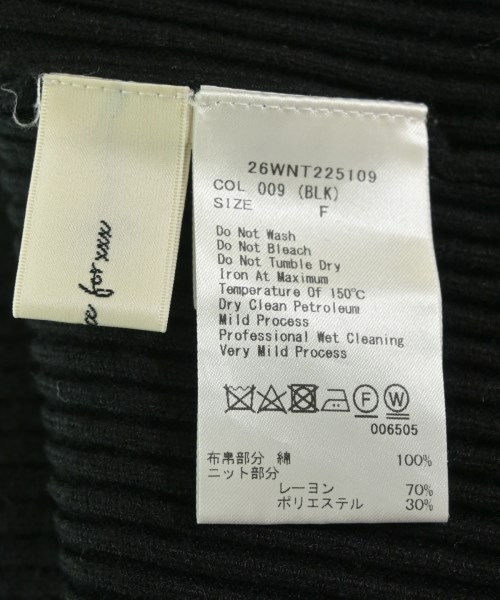 for xxx
26WNT225109
COL 009 (BLK)
SIZE F
Do Not Wash
Do Not Bleach
Do Not Tumble Dry
Iron At Maximum
Temperature Of 150℃
Dry Clean Petroleum
Mild Process
Professional Wet Cleaning
Very Mild Process
F W
006505
布帛部分 綿 100%
ニット部分
レーヨン 70%
ポリエステル 30%